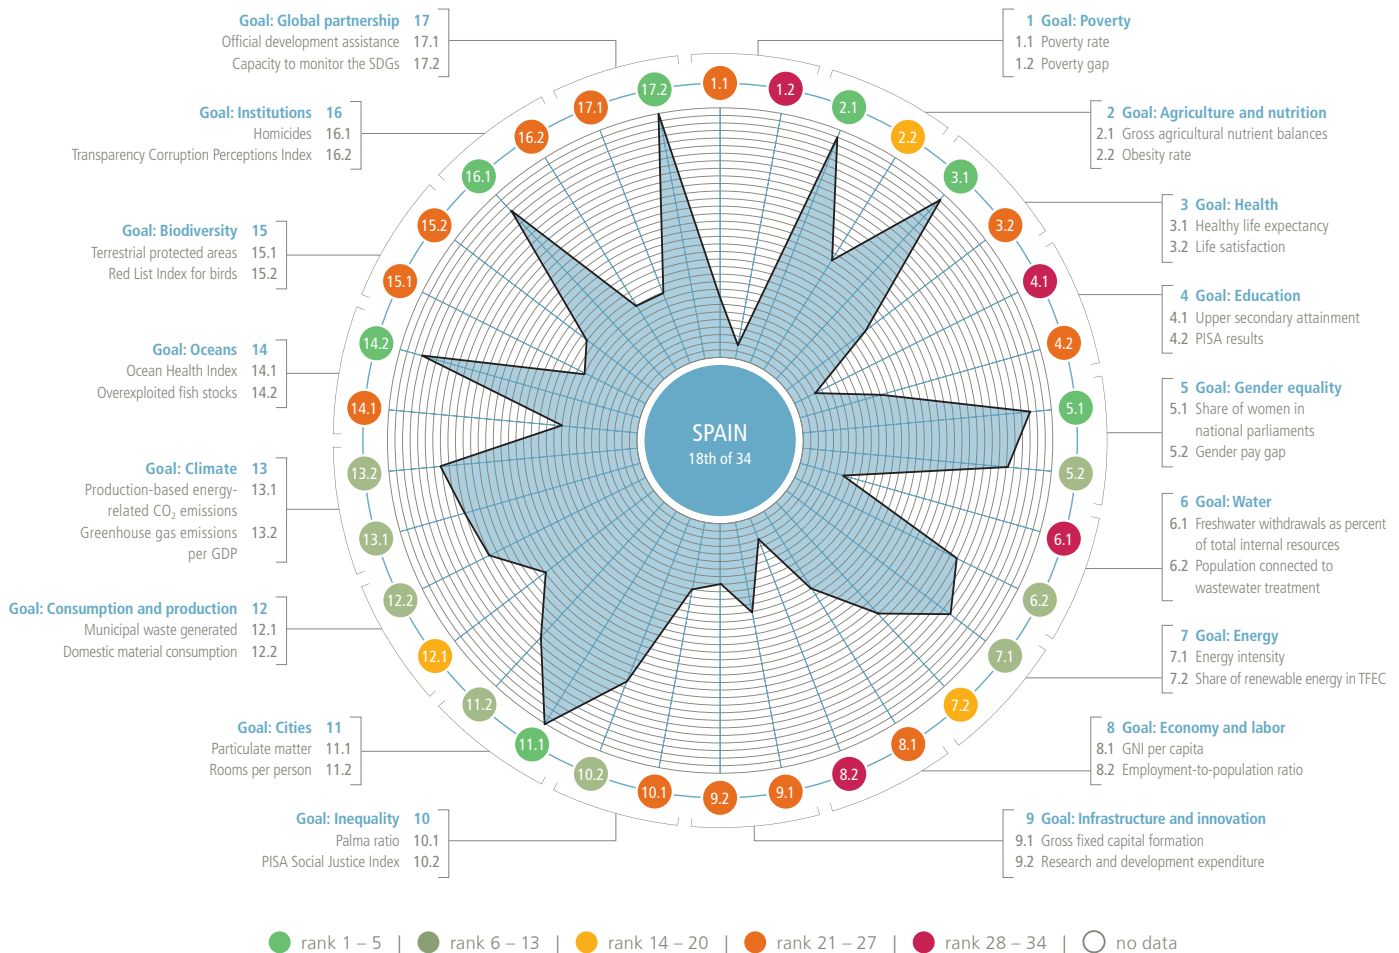 Goal: Global partnership 17
Official development assistance 17.1
Capacity to monitor the SDGs 17.2
1 Goal: Poverty
1.1 Poverty rate
1.2 Poverty gap
Goal: Institutions 16
Homicides 16.1
Transparency Corruption Perceptions Index 16.2
2 Goal: Agriculture and nutrition
2.1 Gross agricultural nutrient balances
2.2 Obesity rate
Goal: Biodiversity 15
Terrestrial protected areas 15.1
Red List Index for birds 15.2
3 Goal: Health
3.1 Healthy life expectancy
3.2 Life satisfaction
Goal: Oceans 14
Ocean Health Index 14.1
Overexploited fish stocks 14.2
4 Goal: Education
4.1 Upper secondary attainment
4.2 PISA results
Goal: Climate 13
Production-based energy- 13.1
related CO₂ emissions
Greenhouse gas emissions 13.2
per GDP
5 Goal: Gender equality
5.1 Share of women in
national parliaments
5.2 Gender pay gap
Goal: Consumption and production 12
Municipal waste generated 12.1
Domestic material consumption 12.2
6 Goal: Water
6.1 Freshwater withdrawals as percent
of total internal resources
6.2 Population connected to
wastewater treatment
Goal: Cities 11
Particulate matter 11.1
Rooms per person 11.2
7 Goal: Energy
7.1 Energy intensity
7.2 Share of renewable energy in TFEC
Goal: Inequality 10
Palma ratio 10.1
PISA Social Justice Index 10.2
8 Goal: Economy and labor
8.1 GNI per capita
8.2 Employment-to-population ratio
9 Goal: Infrastructure and innovation
9.1 Gross fixed capital formation
9.2 Research and development expenditure
1.1
1.2
2.1
2.2
3.1
3.2
4.1
4.2
5.1
5.2
6.1
6.2
7.1
7.2
8.1
8.2
9.1
9.2
10.1
10.2
11.1
11.2
12.1
12.2
13.1
13.2
14.1
14.2
15.1
15.2
16.1
16.2
17.1
17.2
SPAIN
18th of 34
rank 1 – 5 | rank 6 – 13 | rank 14 – 20 | rank 21 – 27 | rank 28 – 34 | no data